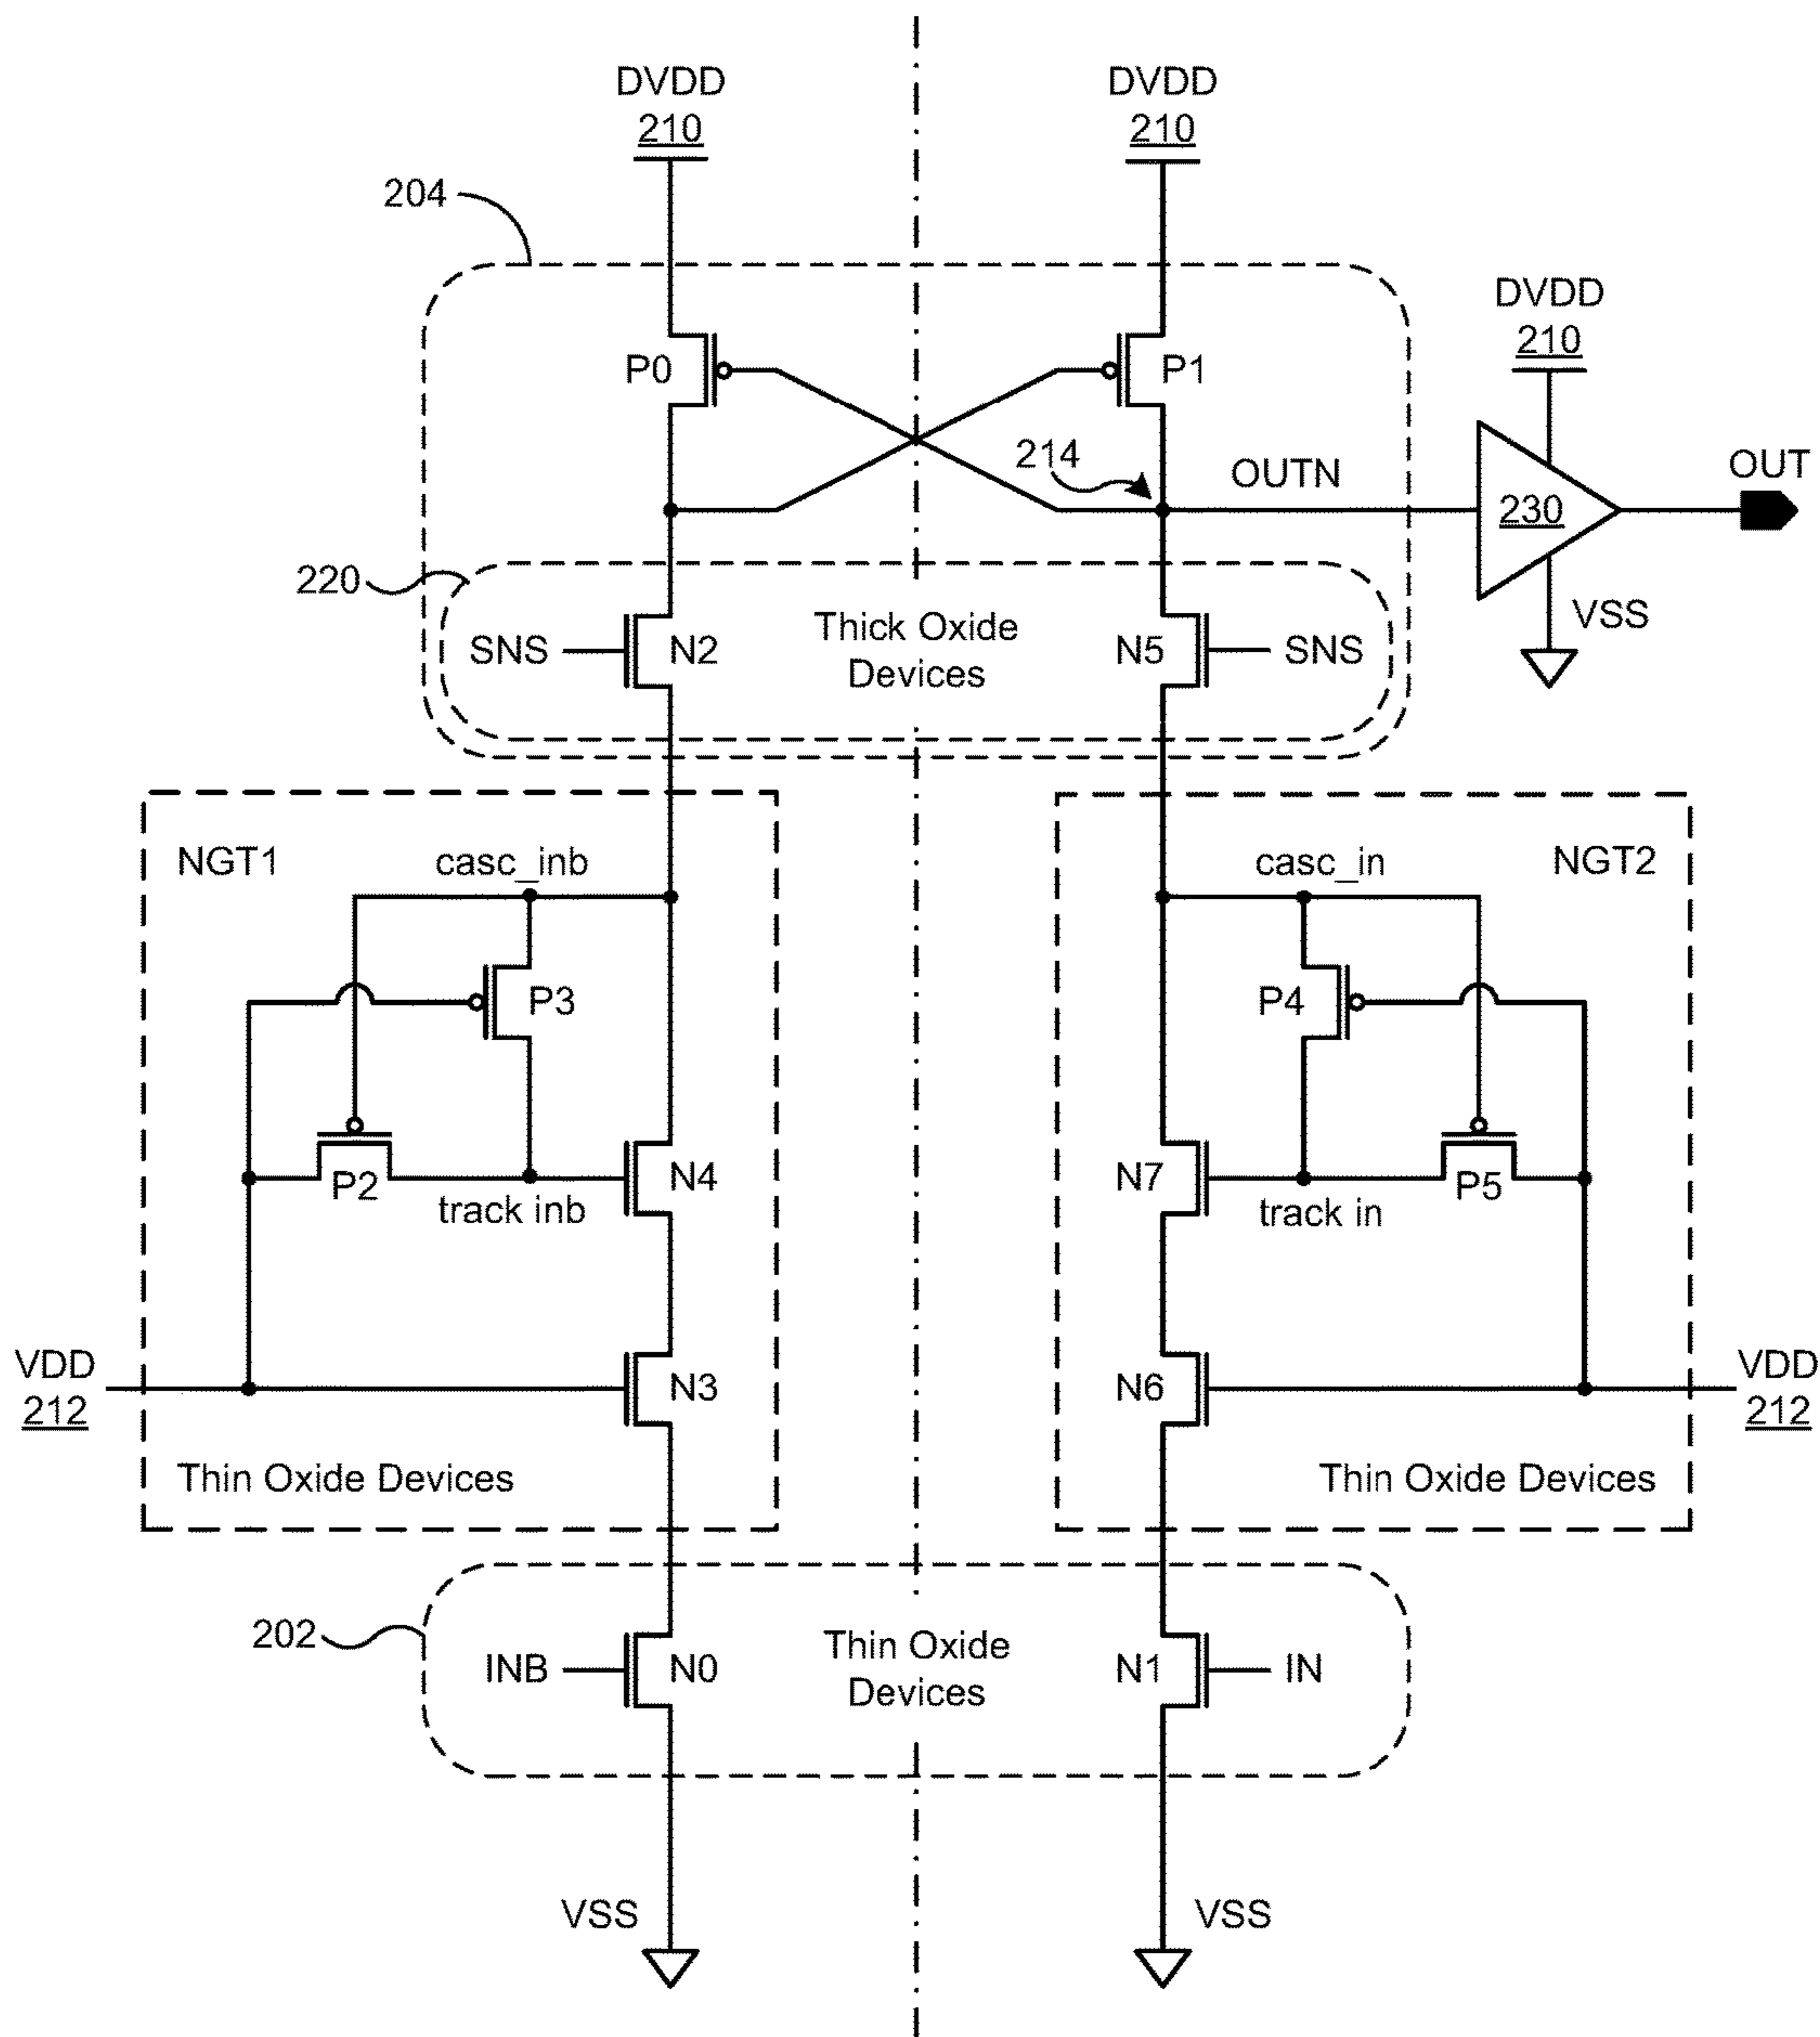 DVDD
210
DVDD
210
204
DVDD
210
P0
P1
214
OUTN
OUT
230
220
VSS
SNS
N2
Thick Oxide
Devices
N5
SNS
NGT1
casc_inb
casc_in
NGT2
P3
P4
P2
N4
N7
P5
track inb
track in
VDD
212
N3
N6
VDD
212
Thin Oxide Devices
Thin Oxide Devices
202
INB
N0
Thin Oxide
Devices
N1
IN
VSS
VSS